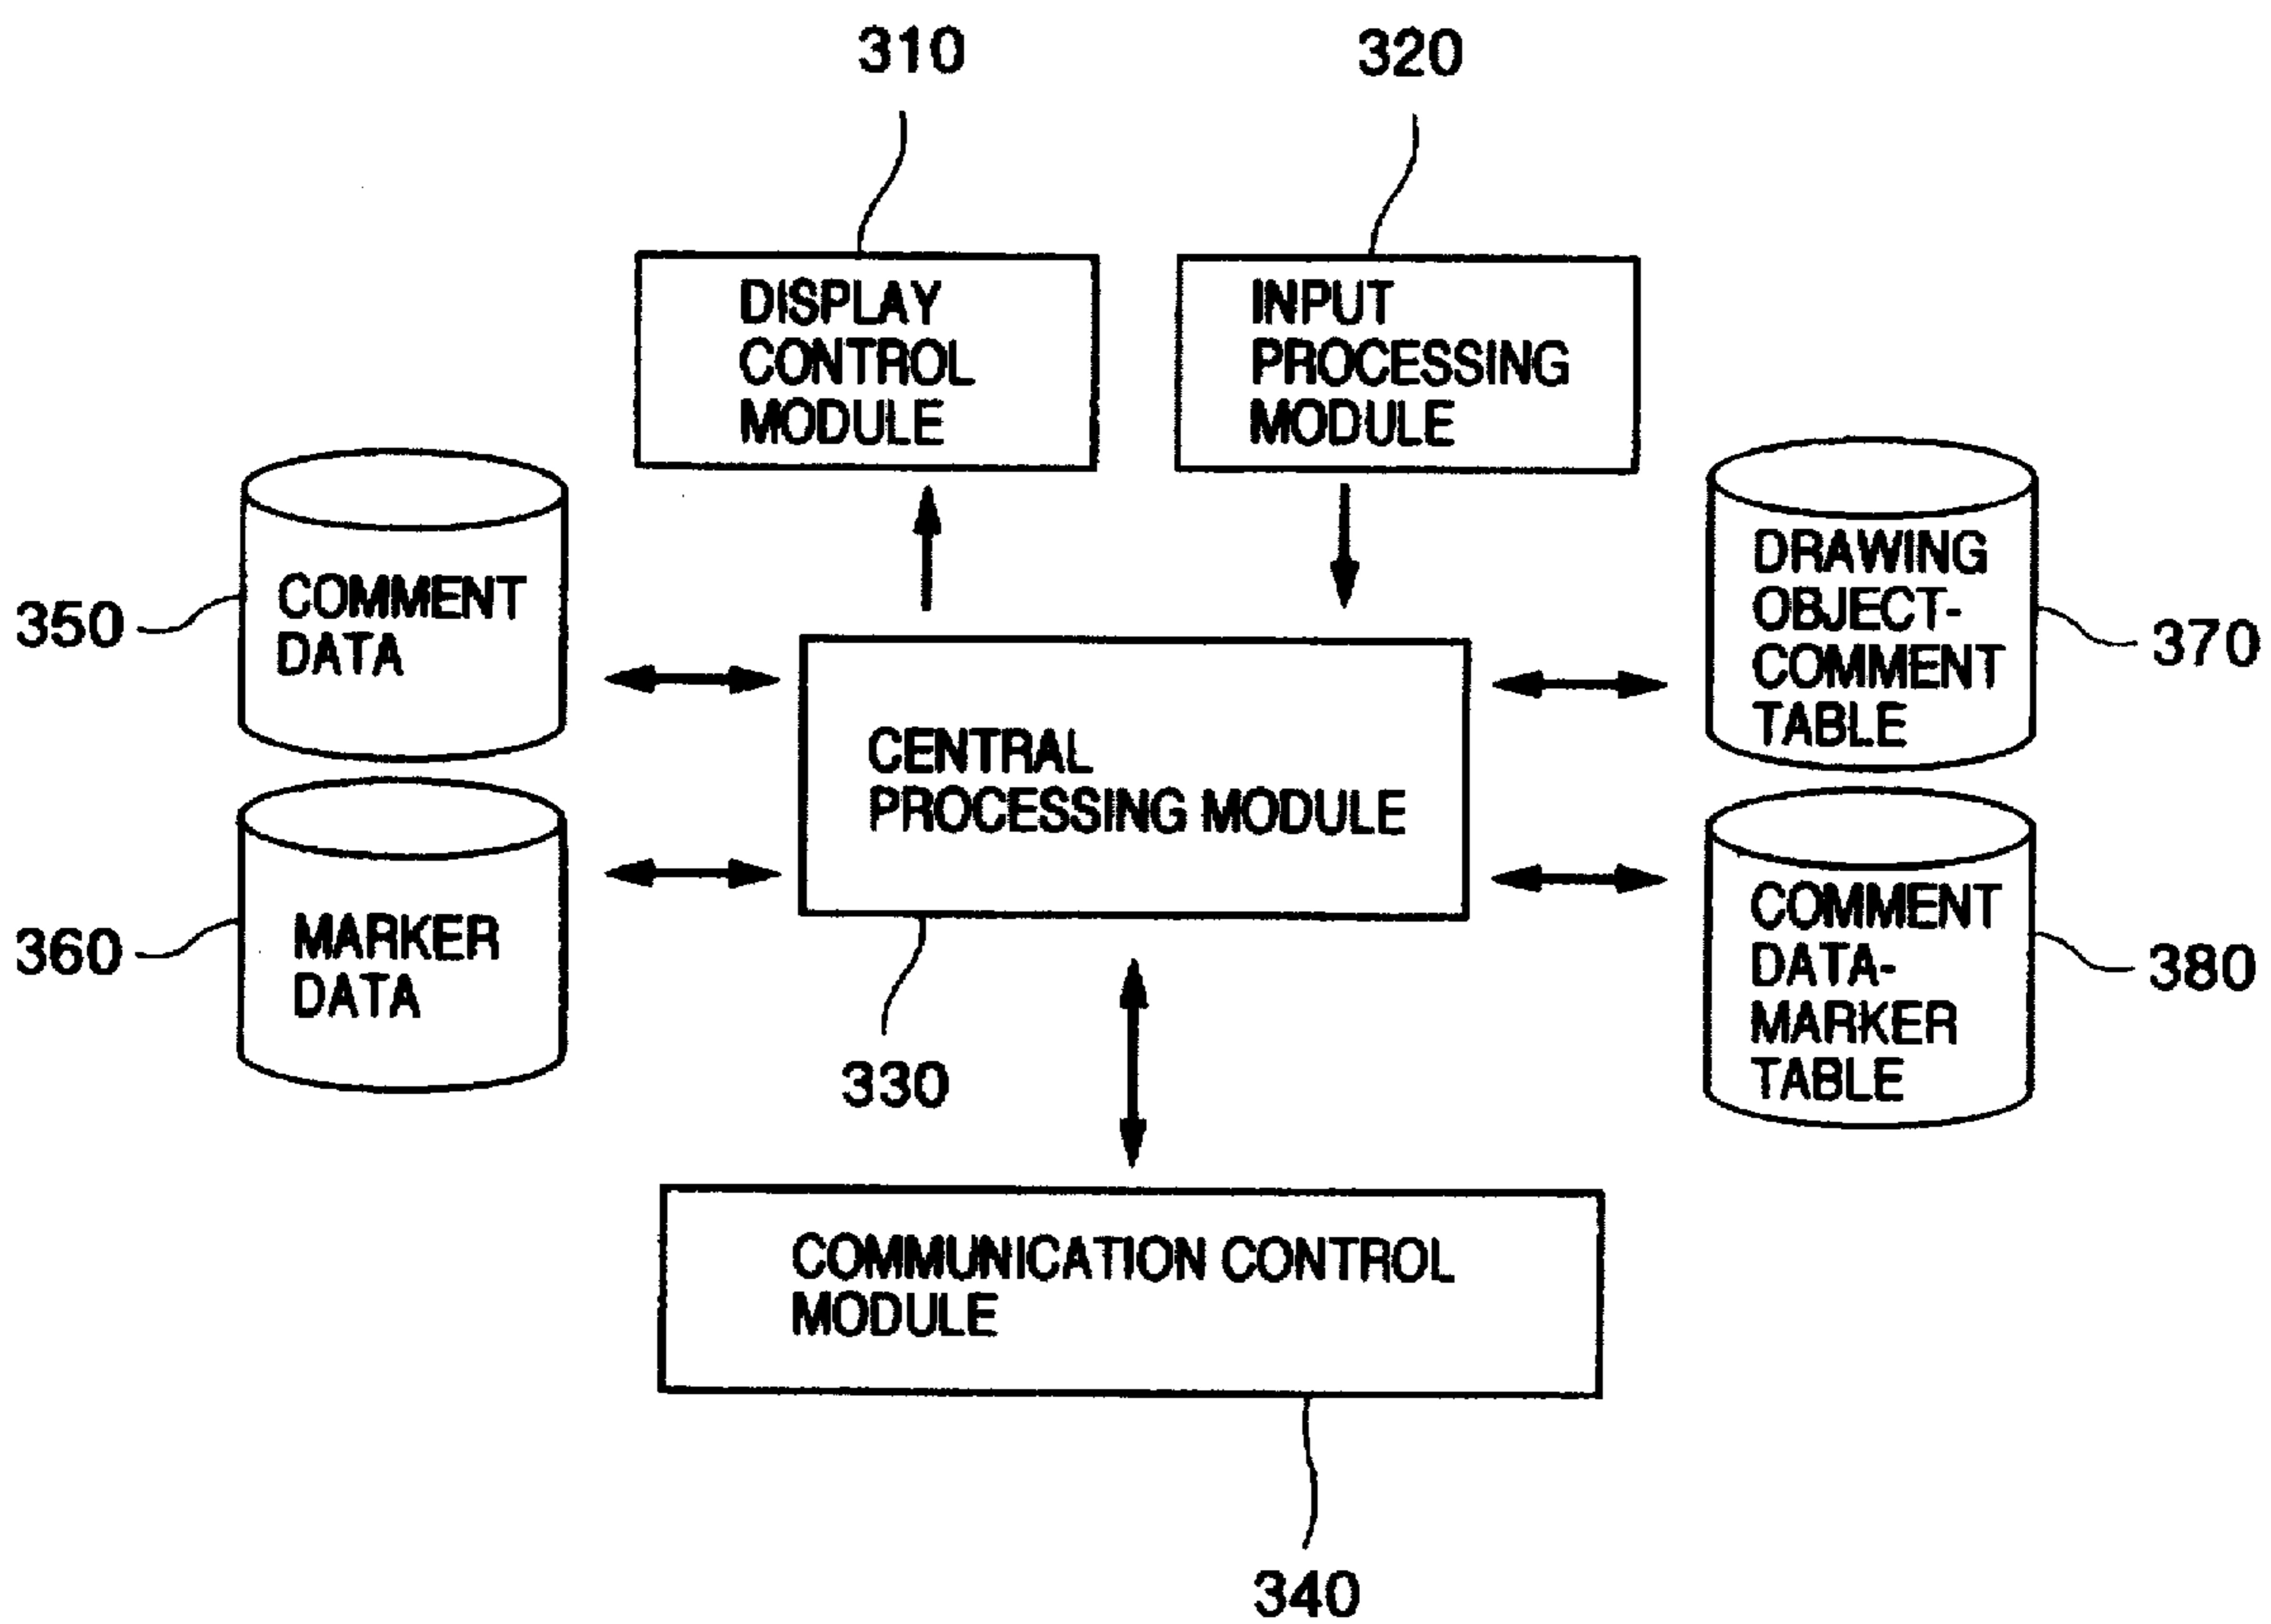 310
320
DISPLAY
CONTROL
MODULE
INPUT
PROCESSING
MODULE
350
COMMENT
DATA
DRAWING
OBJECT-
COMMENT
TABLE
370
CENTRAL
PROCESSING MODULE
360
MARKER
DATA
COMMENT
DATA-
MARKER
TABLE
380
330
COMMUNICATION CONTROL
MODULE
340